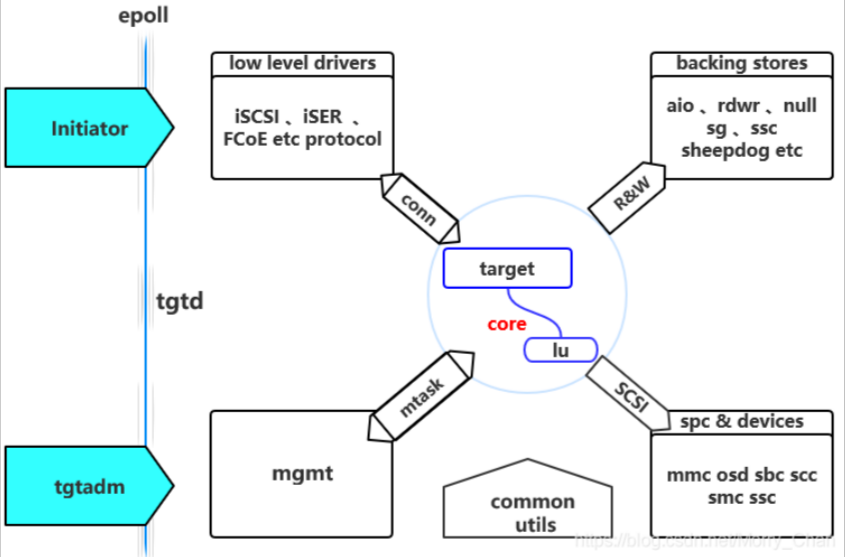 epoll
low level drivers
backing stores
Initiator
iSCSI 、iSER 、
FCoE etc protocol
aio 、rdwr 、null
sg 、ssc
sheepdog etc
conn
R&W
target
tgtd
core
lu
mtask
SCSI
spc & devices
mgmt
tgtadm
common
utils
mmc osd sbc scc
smc ssc
https://blog.csdn.net/Morry_Chan